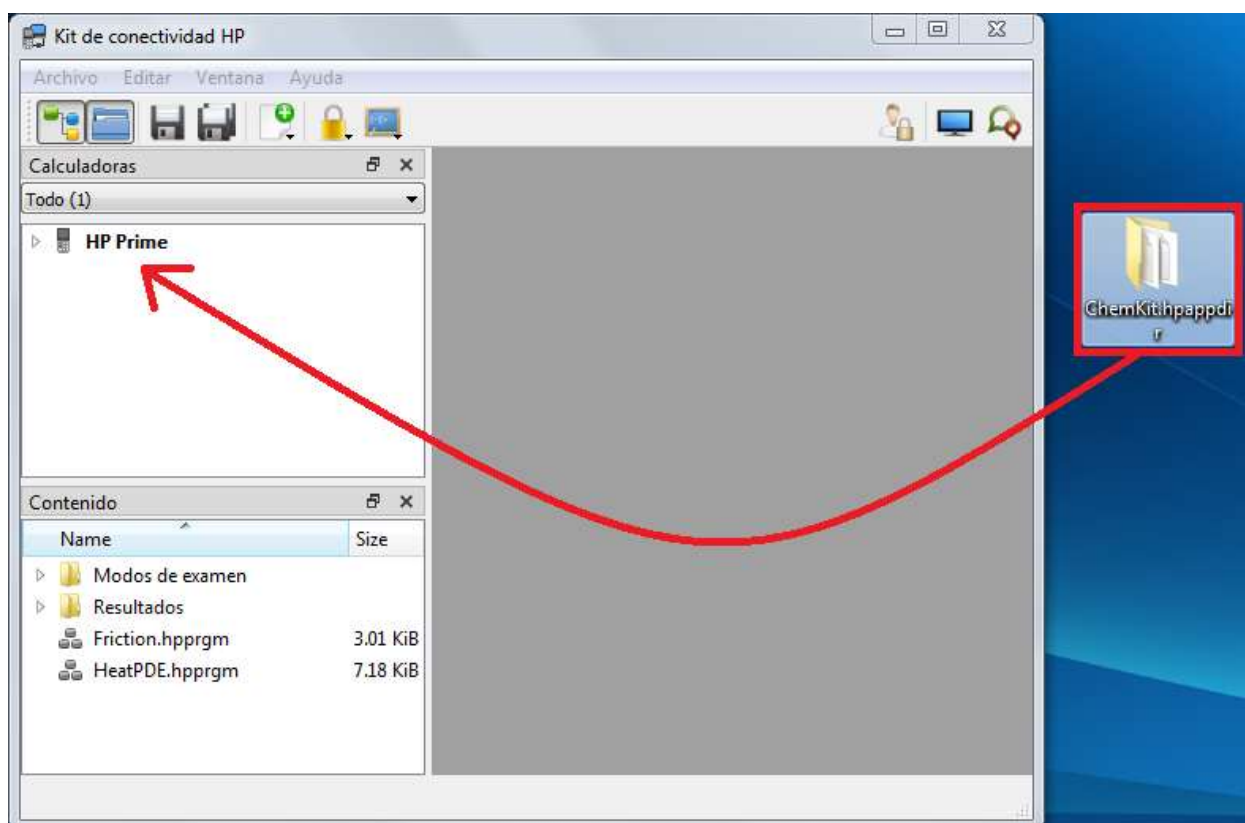 Kit de conectividad HP
Archivo Editar Ventana Ayuda
Calculadoras
Todo (1)
HP Prime
Contenido
Name Size
Modos de examen
Resultados
Friction.hpprgm 3.01 KiB
HeatPDE.hpprgm 7.18 KiB
ChemKit.hpappdi
r